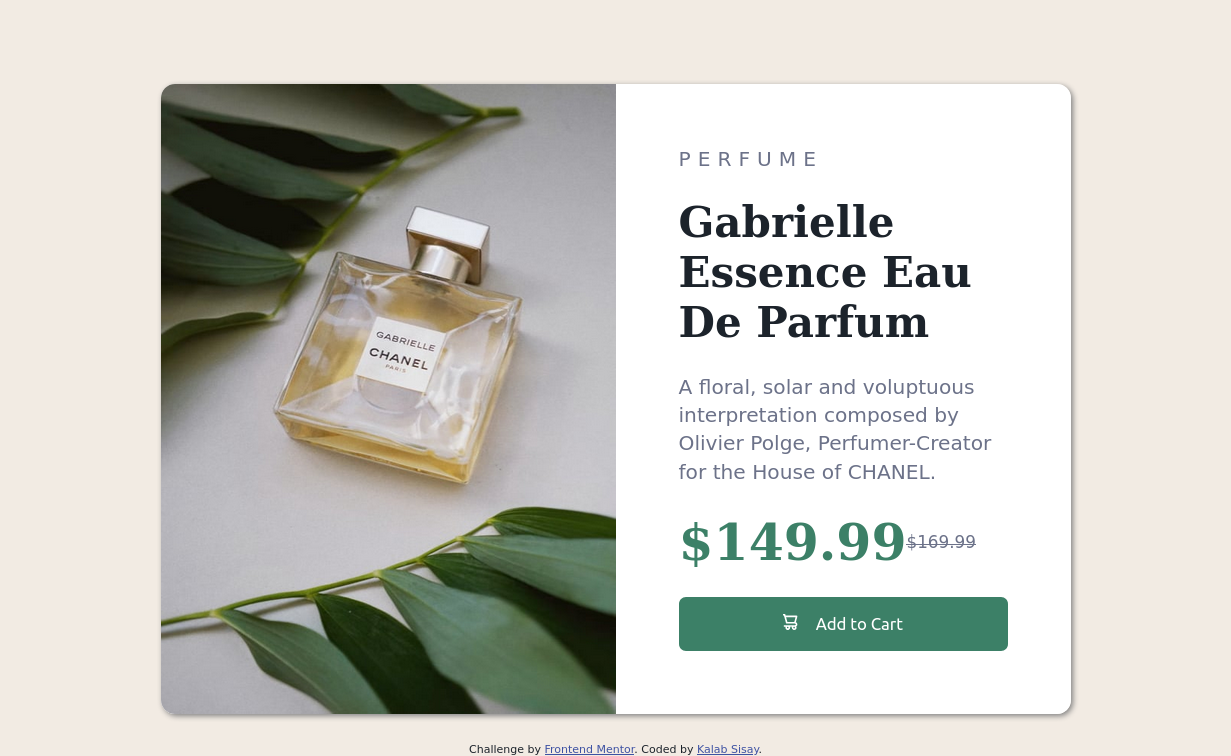 GABRIELLE
CHANEL
PARIS
PERFUME
Gabrielle
Essence Eau
De Parfum
A floral, solar and voluptuous
interpretation composed by
Olivier Polge, Perfumer-Creator
for the House of CHANEL.
$149.99 $169.99
Add to Cart
Challenge by Frontend Mentor. Coded by Kalab Sisay.